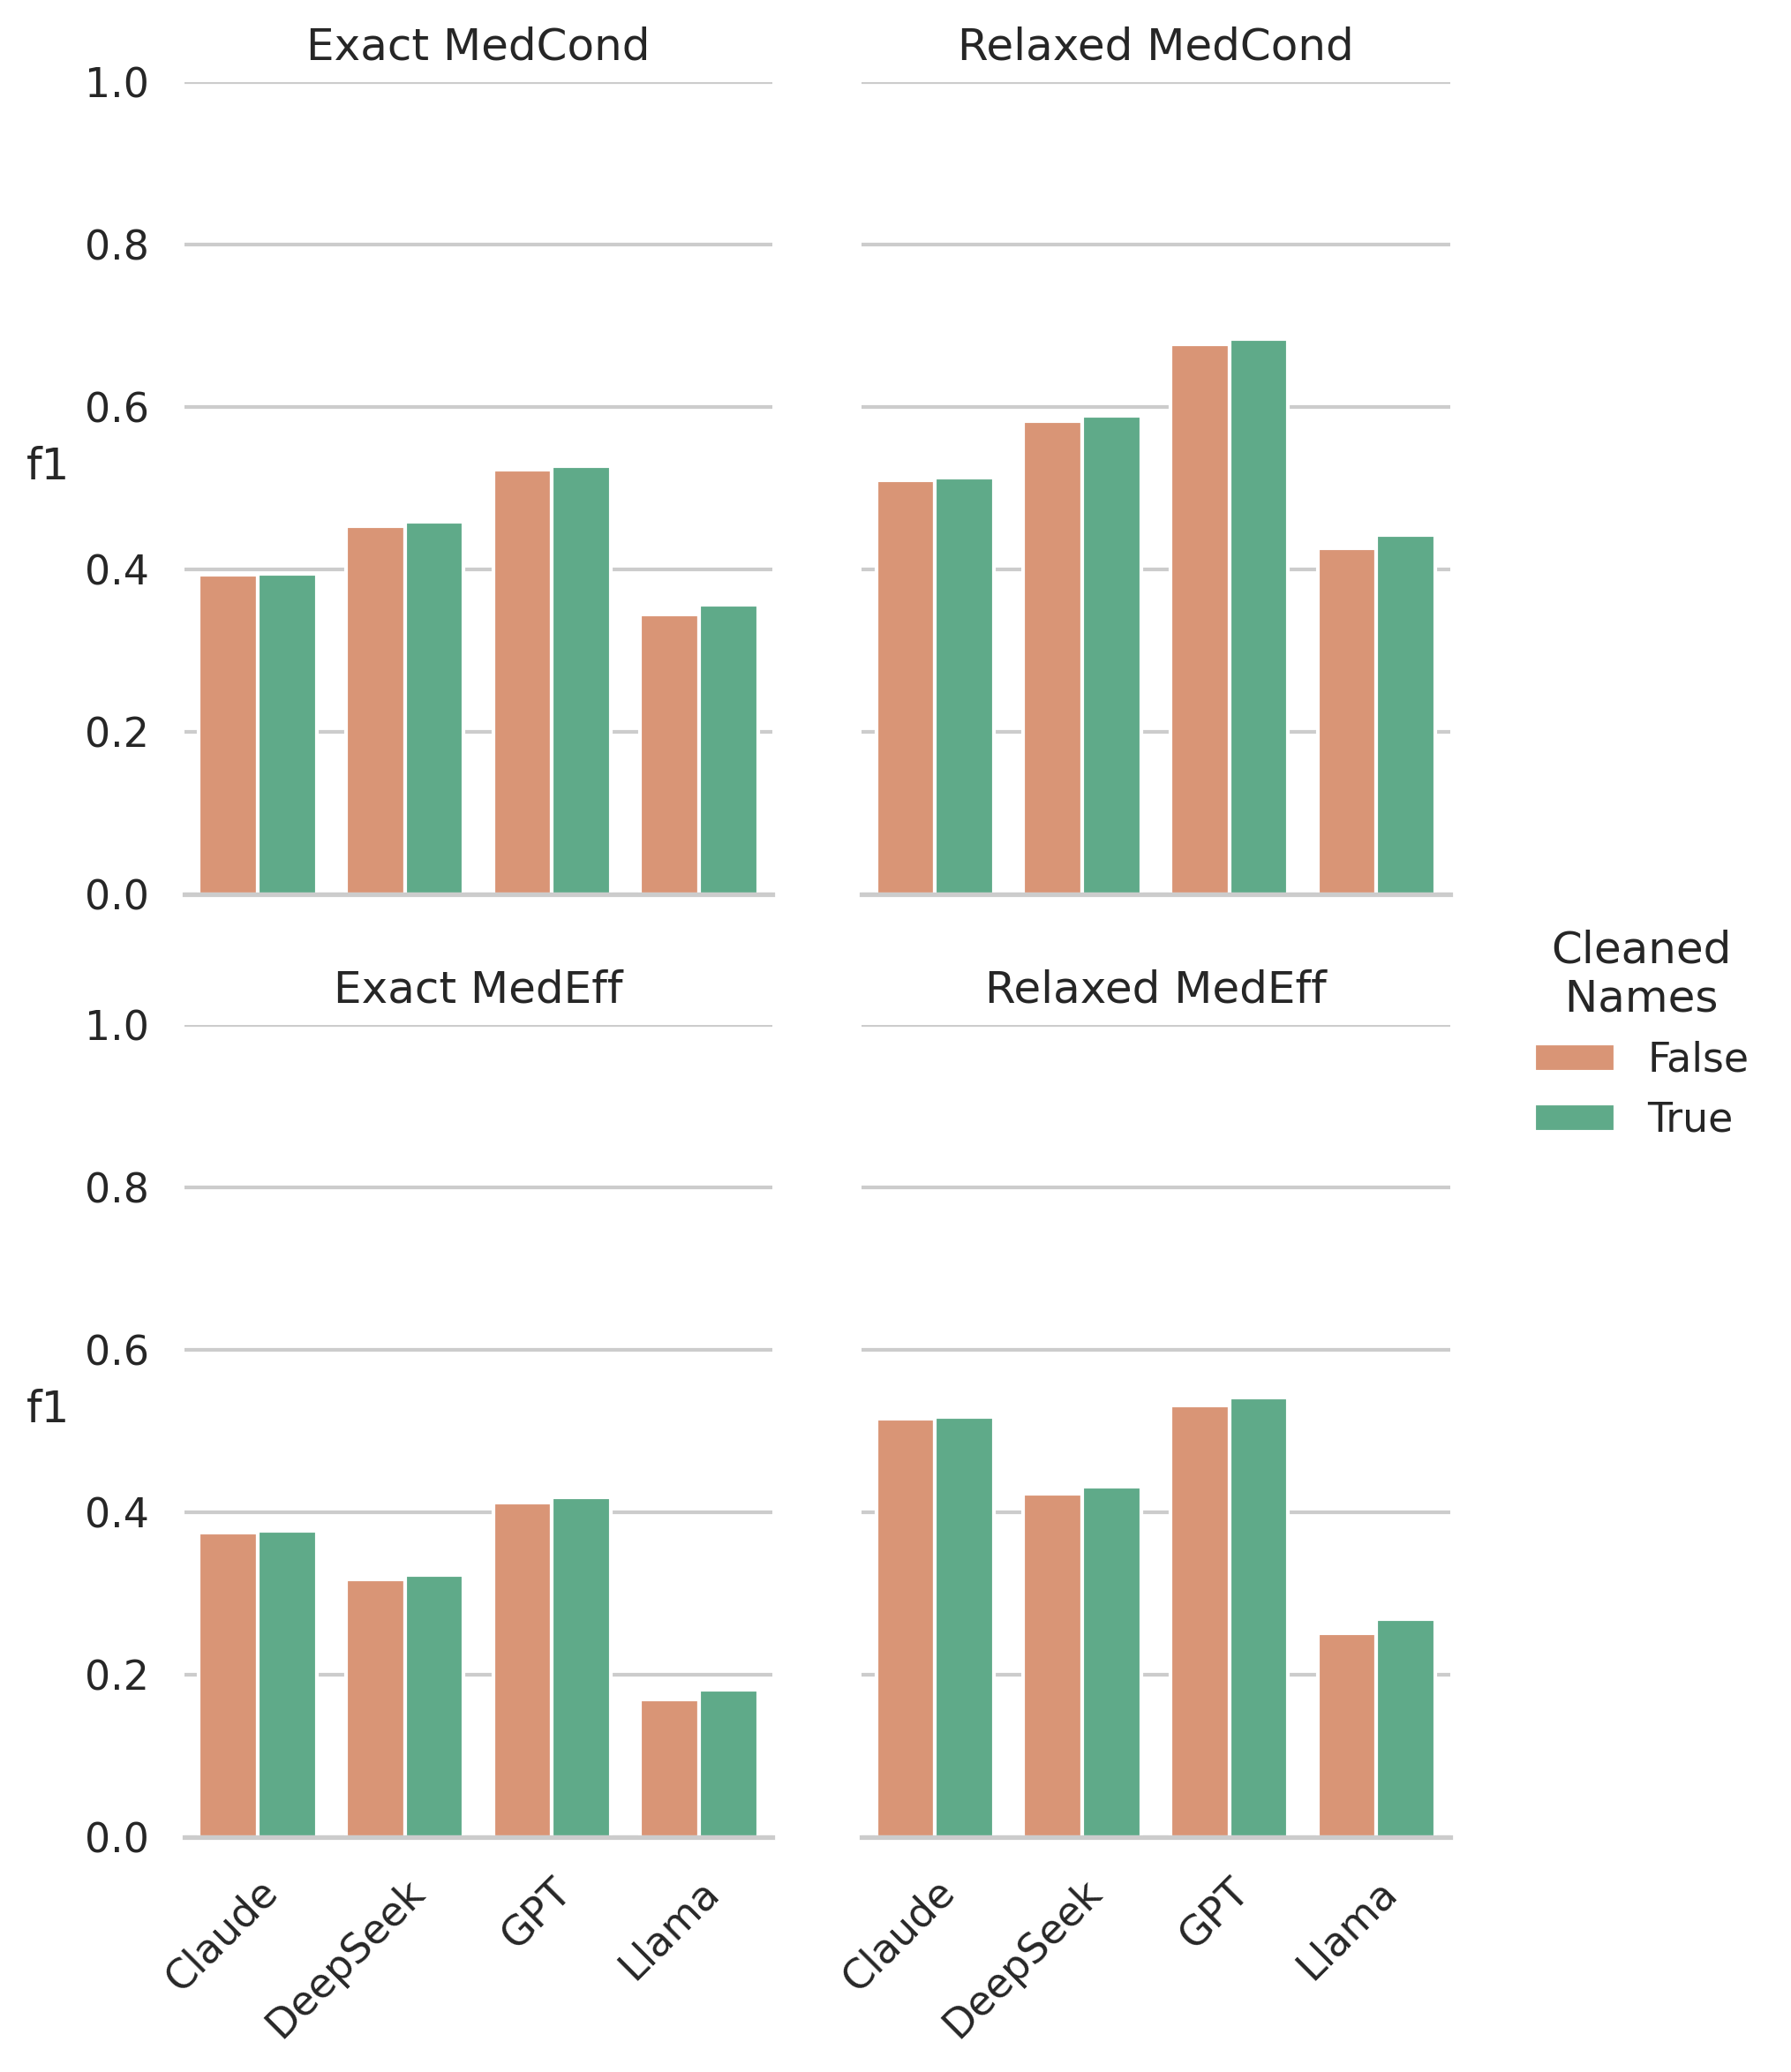 Exact MedCond
Relaxed MedCond
1.0
0.8
0.6
0.4
0.2
0.0
f1
Exact MedEff
Relaxed MedEff
1.0
0.8
0.6
0.4
0.2
0.0
f1
Claude
DeepSeek
GPT
Llama
Claude
DeepSeek
GPT
Llama
Cleaned
Names
False
True